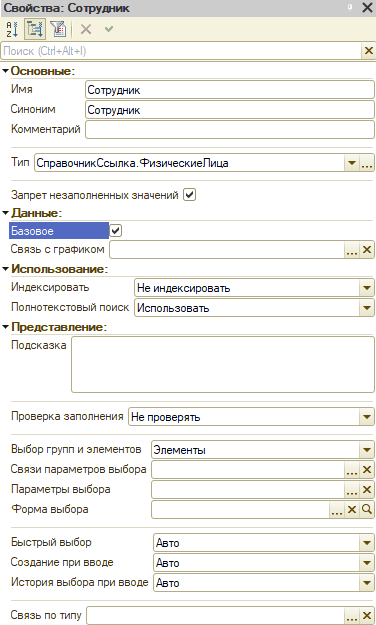 Свойства: Сотрудник
Поиск (Ctrl+Alt+I)
Основные:
Имя Сотрудник
Синоним Сотрудник
Комментарий
Тип СправочникСсылка.ФизическиеЛица
Запрет незаполненных значений
Данные:
Базовое
Связь с графиком
Использование:
Индексировать Не индексировать
Полнотекстовый поиск Использовать
Представление:
Подсказка
Проверка заполнения Не проверять
Выбор групп и элементов Элементы
Связи параметров выбора
Параметры выбора
Форма выбора
Быстрый выбор Авто
Создание при вводе Авто
История выбора при вводе Авто
Связь по типу